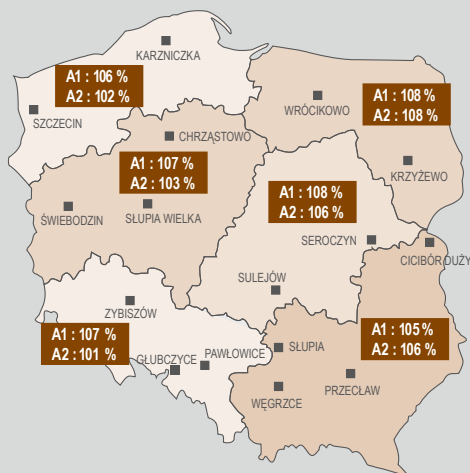 KARZNICZKA
A1 : 106 %
A2 : 102 %
SZCZECIN
WRÓCIKOWO
A1 : 108 %
A2 : 108 %
KRZYŻEWO
CHRZĄSTOWO
A1 : 107 %
A2 : 103 %
ŚWIEBODZIN
SŁUPIA WIELKA
A1 : 108 %
A2 : 106 %
SEROCZYN
CICIBÓR DUŻY
SULEJÓW
ZYBISZÓW
A1 : 107 %
A2 : 101 %
GŁUBCZYCE
PAWŁOWICE
SŁUPIA
A1 : 105 %
A2 : 106 %
WĘGRZCE
PRZECŁAW